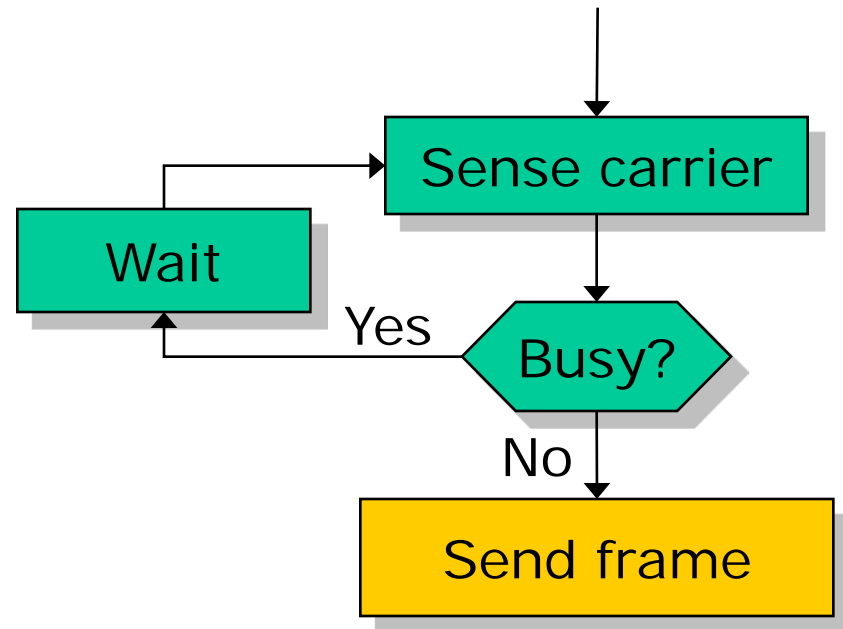 Sense carrier
Wait
Yes
Busy?
No
Send frame